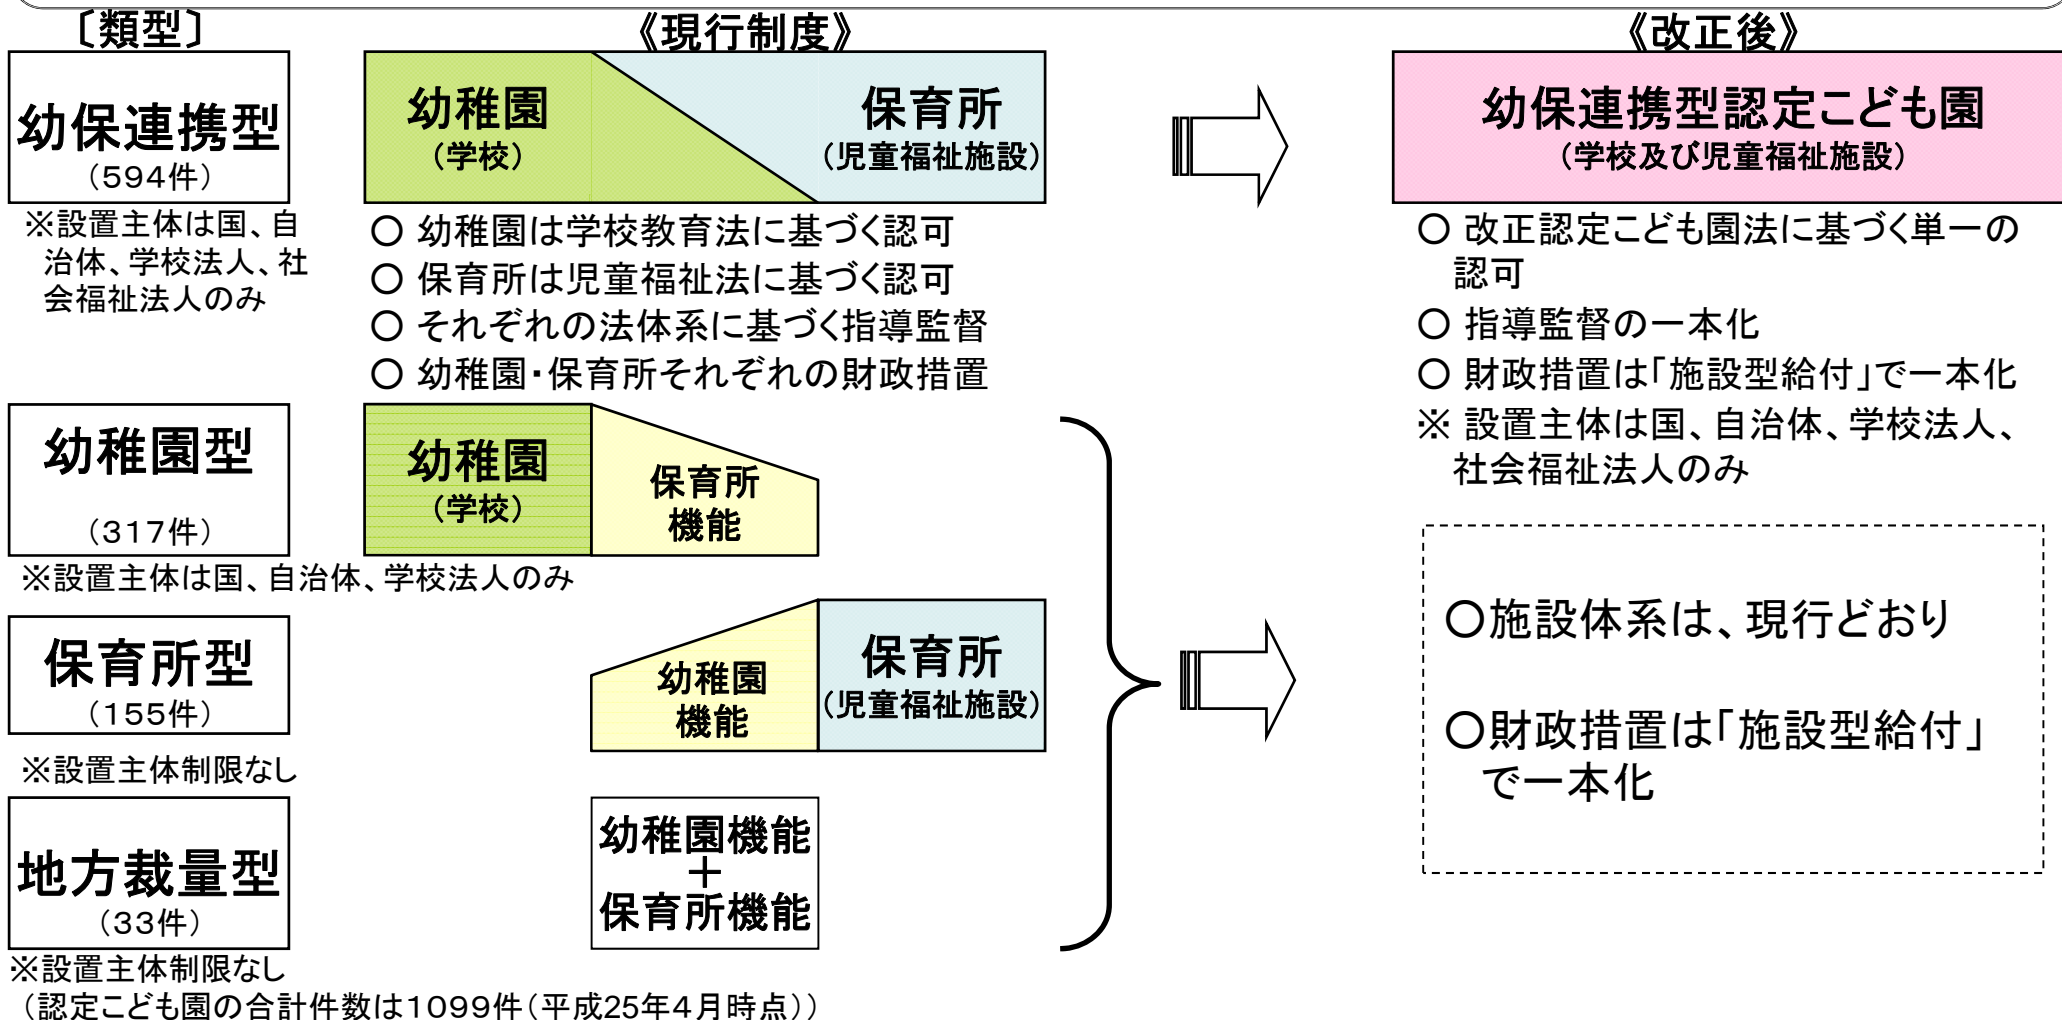 〔類型〕
《現行制度》
《改正後》
幼保連携型
（594件）
※設置主体は国、自
治体、学校法人、社
会福祉法人のみ
幼稚園
（学校）
保育所
（児童福祉施設）
○ 幼稚園は学校教育法に基づく認可
○ 保育所は児童福祉法に基づく認可
○ それぞれの法体系に基づく指導監督
○ 幼稚園・保育所それぞれの財政措置
幼保連携型認定こども園
（学校及び児童福祉施設）
○ 改正認定こども園法に基づく単一の
認可
○ 指導監督の一本化
○ 財政措置は「施設型給付」で一本化
※ 設置主体は国、自治体、学校法人、
社会福祉法人のみ
幼稚園型
（317件）
※設置主体は国、自治体、学校法人のみ
幼稚園
（学校）
保育所
機能
保育所型
（155件）
※設置主体制限なし
幼稚園
機能
保育所
（児童福祉施設）
地方裁量型
（33件）
※設置主体制限なし
幼稚園機能
＋
保育所機能
○施設体系は、現行どおり
○財政措置は「施設型給付」
で一本化
（認定こども園の合計件数は1099件（平成25年4月時点））